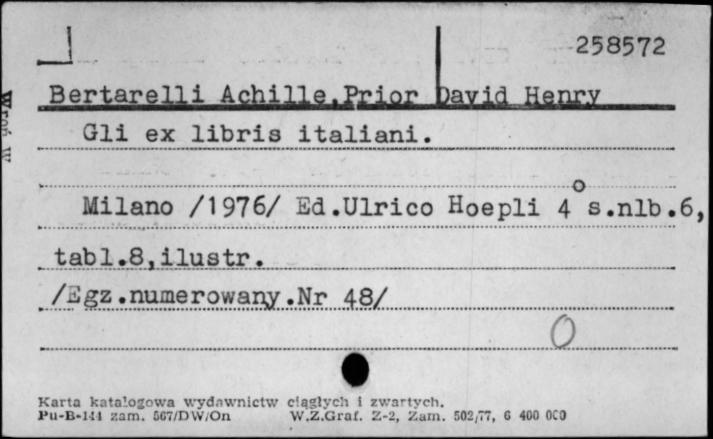 258572
Bertarelli Achille,Prior David Henry
Gli ex libris italiani.
Milano /1976/ Ed.Ulrico Hoepli 4° s.nlb.6,
tabl.8,ilustr.
/Egz.numerowany.Nr 48/
0
Karta katalogowa wydawnictw ciągłych i zwartych.
Pu-B-144 zam. 567/DW/On W.Z.Graf. Z-2, Zam. 502/77, 6 400 000